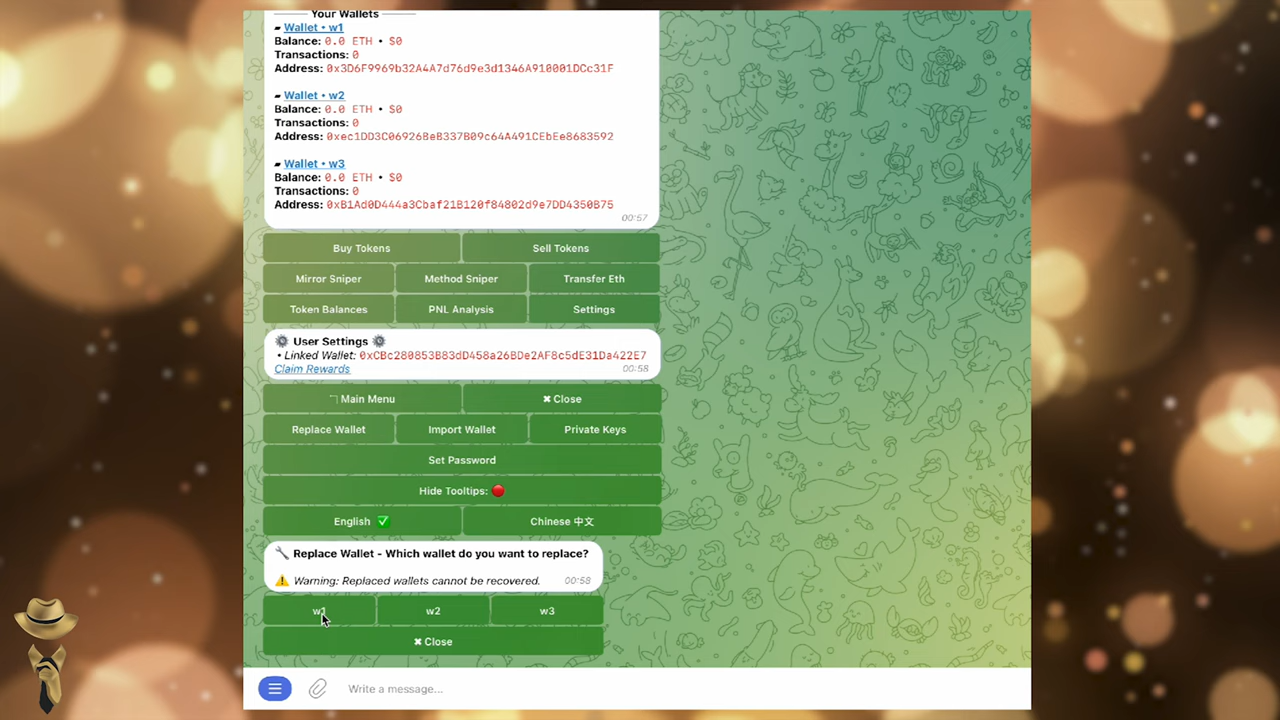 Your Wallets
Wallet • w1
Balance: 0.0 ETH • $0
Transactions: 0
Address: 0x3D6F9969b32A4A7d76d9e3d1346A910001DCc31F
Wallet • w2
Balance: 0.0 ETH • $0
Transactions: 0
Address: 0xec1DD3C06926BeB337B09c64A491CEbEe8683592
Wallet • w3
Balance: 0.0 ETH • $0
Transactions: 0
Address: 0xB1Ad0D444a3Cbaf21B120f84802d9e7DD4350B75
00:57
Buy Tokens Sell Tokens
Mirror Sniper Method Sniper Transfer Eth
Token Balances PNL Analysis Settings
User Settings
• Linked Wallet: 0xCBc280853B83dD458a26BDe2AF8c5dE31Da422E7
Claim Rewards 00:58
Main Menu ✖ Close
Replace Wallet Import Wallet Private Keys
Set Password
Hide Tooltips:
English ✅ Chinese 中文
Replace Wallet - Which wallet do you want to replace?
⚠️ Warning: Replaced wallets cannot be recovered. 00:58
w1 w2 w3
✖ Close
Write a message...